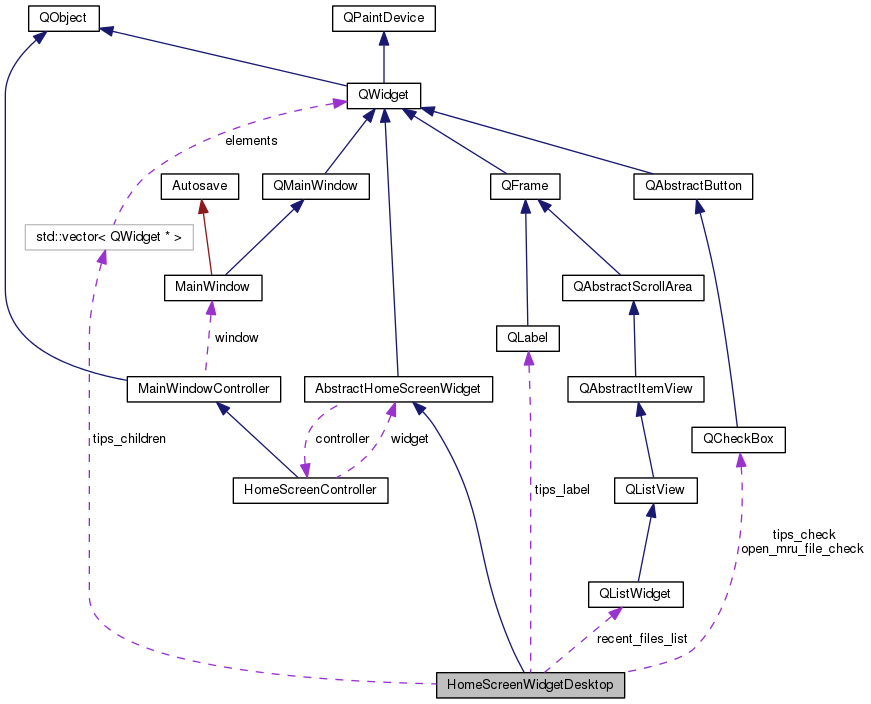 QObject
QPaintDevice
QWidget
elements
Autosave
QMainWindow
QFrame
QAbstractButton
std::vector< QWidget * >
MainWindow
QAbstractScrollArea
window
QLabel
MainWindowController
AbstractHomeScreenWidget
QAbstractItemView
tips_children
controller
widget
QCheckBox
HomeScreenController
tips_label
QListView
tips_check
open_mru_file_check
QListWidget
recent_files_list
HomeScreenWidgetDesktop